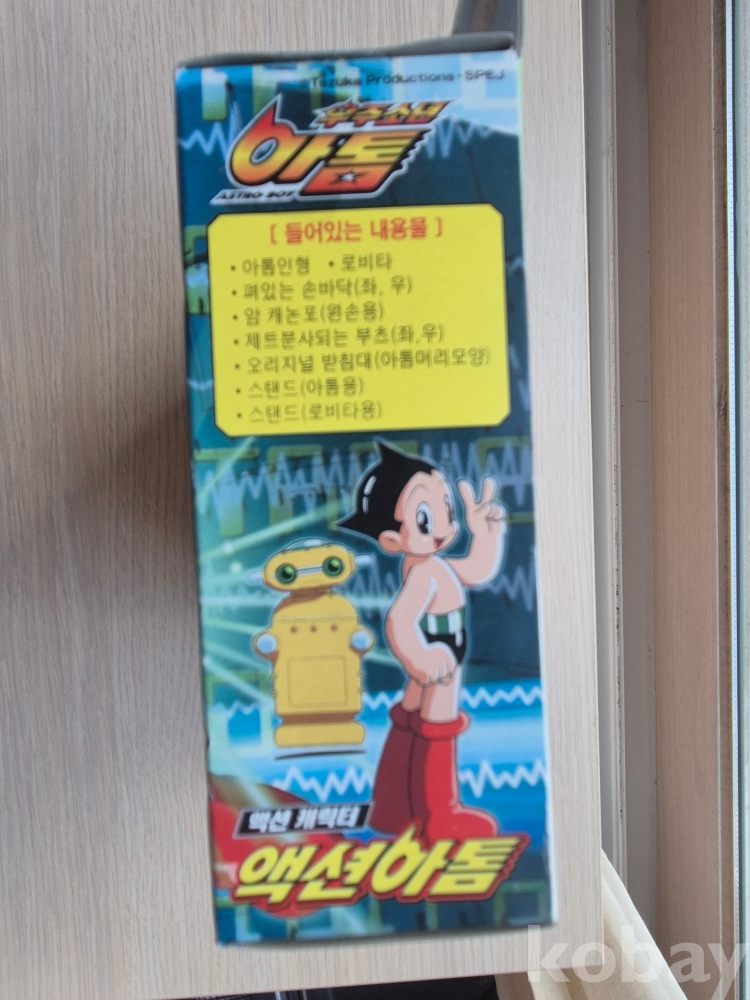 ©Tezuka Productions · SPEJ
우주소년
아톰
ASTRO BOY
[ 들어있는 내용물 ]
• 아톰인형 • 로비타
• 펴있는 손바닥(좌, 우)
• 암 캐논포(왼손용)
• 제트분사되는 부츠(좌,우)
• 오리지널 받침대(아톰머리모양)
• 스탠드(아톰용)
• 스탠드(로비타용)
액션 캐릭터
액션아톰
kobay